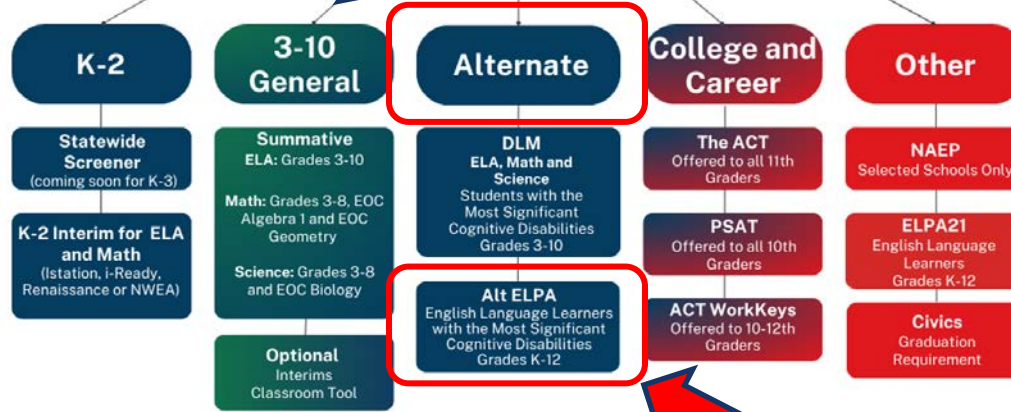 K-2
Statewide
Screener
(coming soon for K-3)
K-2 Interim for ELA
and Math
(Istation, i-Ready,
Renaissance or NWEA)
3-10
General
Summative
ELA: Grades 3-10
Math: Grades 3-8, EOC
Algebra 1 and EOC
Geometry
Science: Grades 3-8
and EOC Biology
Optional
Interims
Classroom Tool
Alternate
DLM
ELA, Math and
Science
Students with the
Most Significant
Cognitive Disabilities
Grades 3-10
Alt ELPA
English Language Learners
with the Most Significant
Cognitive Disabilities
Grades K-12
College and
Career
The ACT
Offered to all 11th
Graders
PSAT
Offered to all 10th
Graders
ACT WorkKeys
Offered to 10-12th
Graders
Other
NAEP
Selected Schools Only
ELPA21
English Language
Learners
Grades K-12
Civics
Graduation
Requirement